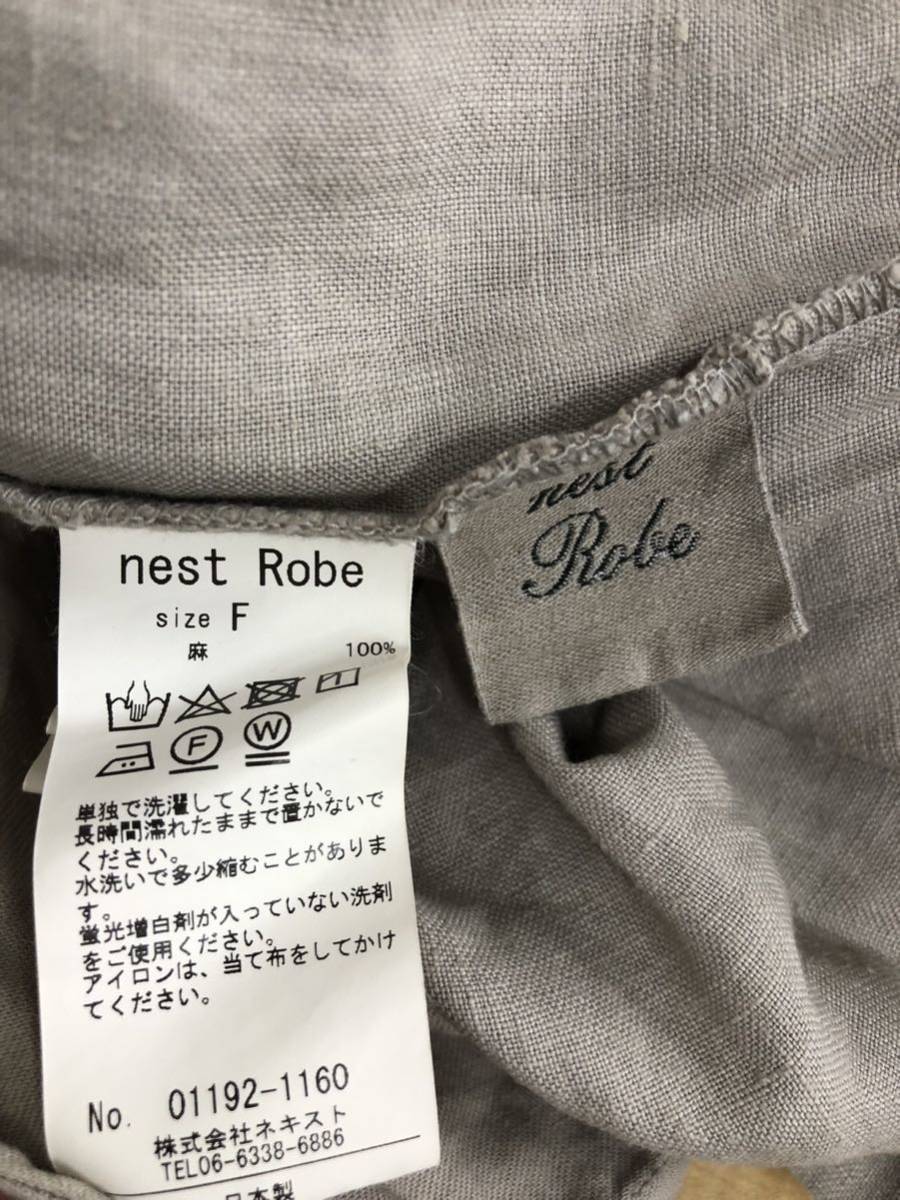 nest Robe
size F
麻 100%
F W
単独で洗濯してください。
長時間濡れたままで置かないで
ください。
水洗いで多少縮むことがありま
す。
蛍光増白剤が入っていない洗剤
をご使用ください。
アイロンは、当て布をしてかけ
てください。
No. 01192-1160
株式会社ネキスト
TEL06-6338-6886
日本製
nest
Robe